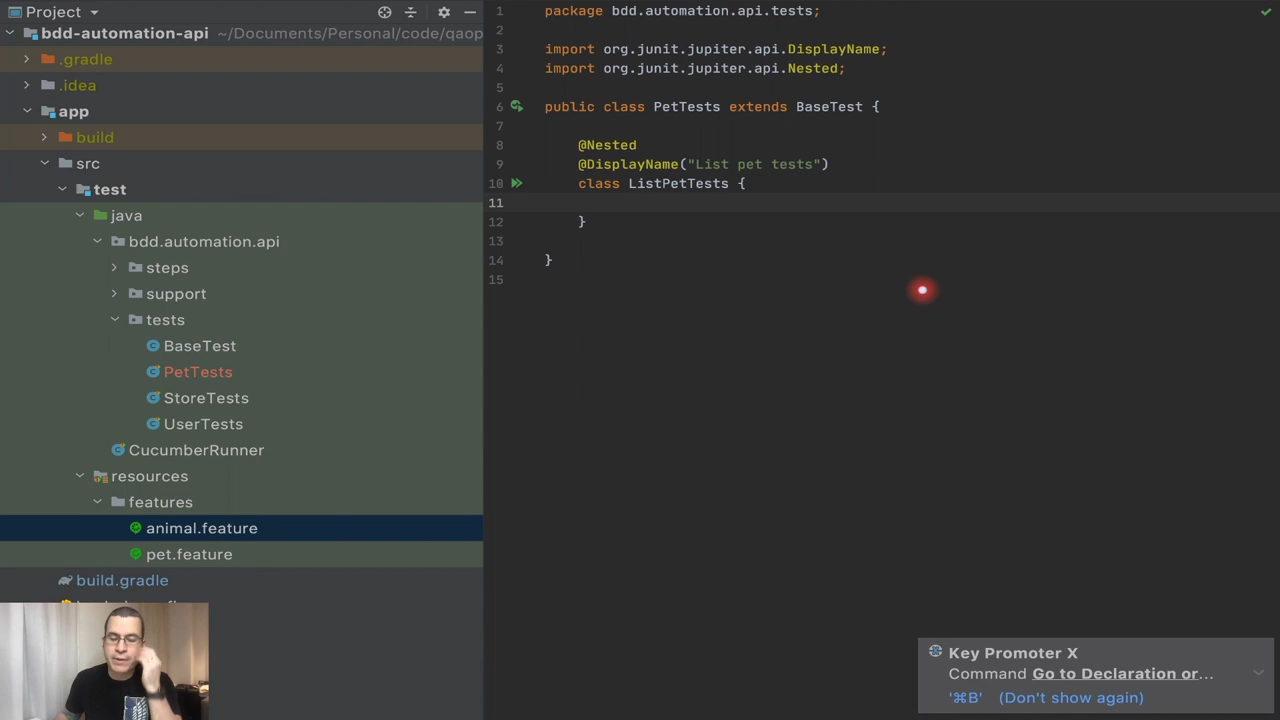 Project
bdd-automation-api ~/Documents/Personal/code/qaop
.gradle
.idea
app
build
src
test
java
bdd.automation.api
steps
support
tests
BaseTest
PetTests
StoreTests
UserTests
CucumberRunner
resources
features
animal.feature
pet.feature
build.gradle
1 package bdd.automation.api.tests;
2
3 import org.junit.jupiter.api.DisplayName;
4 import org.junit.jupiter.api.Nested;
5
6 public class PetTests extends BaseTest {
7
8 @Nested
9 @DisplayName("List pet tests")
10 class ListPetTests {
11
12 }
13
14 }
15
Key Promoter X
Command Go to Declaration or...
'⌘B' (Don't show again)